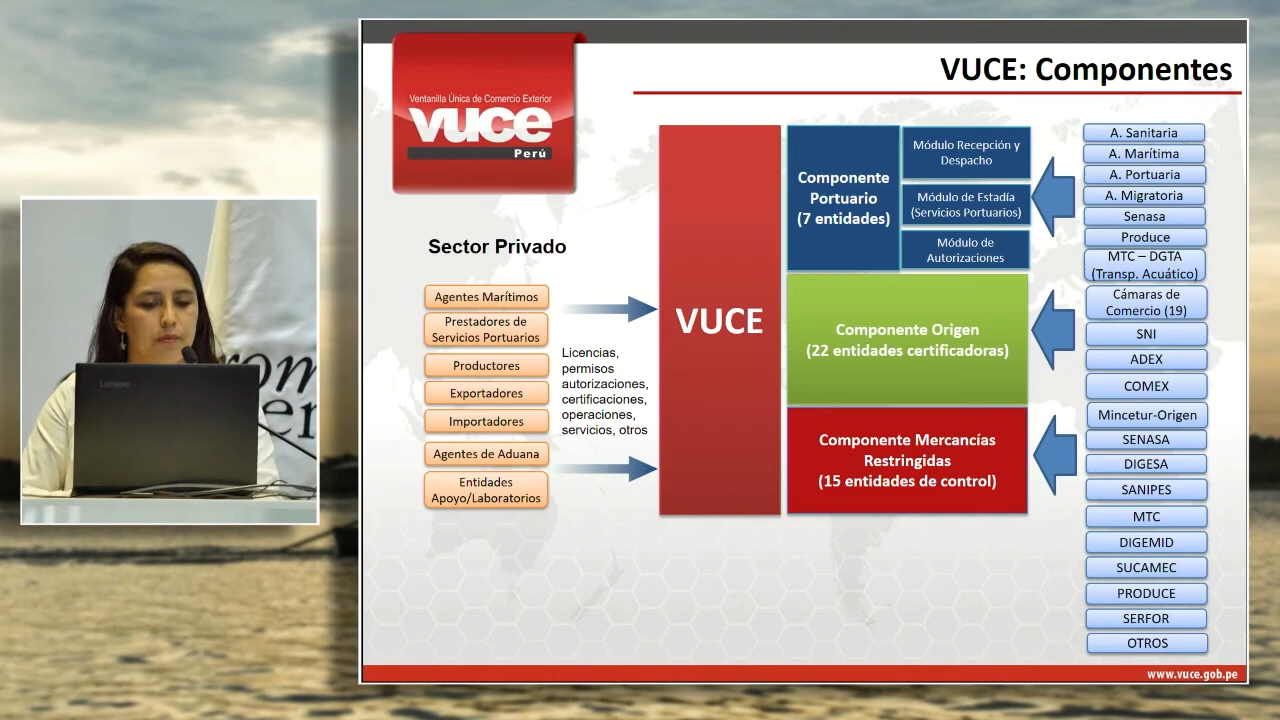 VUCE: Componentes
Ventanilla Única de Comercio Exterior
vuce
Perú
Sector Privado
Agentes Marítimos
Prestadores de
Servicios Portuarios
Productores
Exportadores
Importadores
Agentes de Aduana
Entidades
Apoyo/Laboratorios
Licencias,
permisos
autorizaciones,
certificaciones,
operaciones,
servicios, otros
VUCE
Componente
Portuario
(7 entidades)
Módulo Recepción y
Despacho
Módulo de Estadía
(Servicios Portuarios)
Módulo de
Autorizaciones
Componente Origen
(22 entidades certificadoras)
Componente Mercancías
Restringidas
(15 entidades de control)
A. Sanitaria
A. Marítima
A. Portuaria
A. Migratoria
Senasa
Produce
MTC – DGTA
(Transp. Acuático)
Cámaras de
Comercio (19)
SNI
ADEX
COMEX
Mincetur-Origen
SENASA
DIGESA
SANIPES
MTC
DIGEMID
SUCAMEC
PRODUCE
SERFOR
OTROS
www.vuce.gob.pe
Lenovo